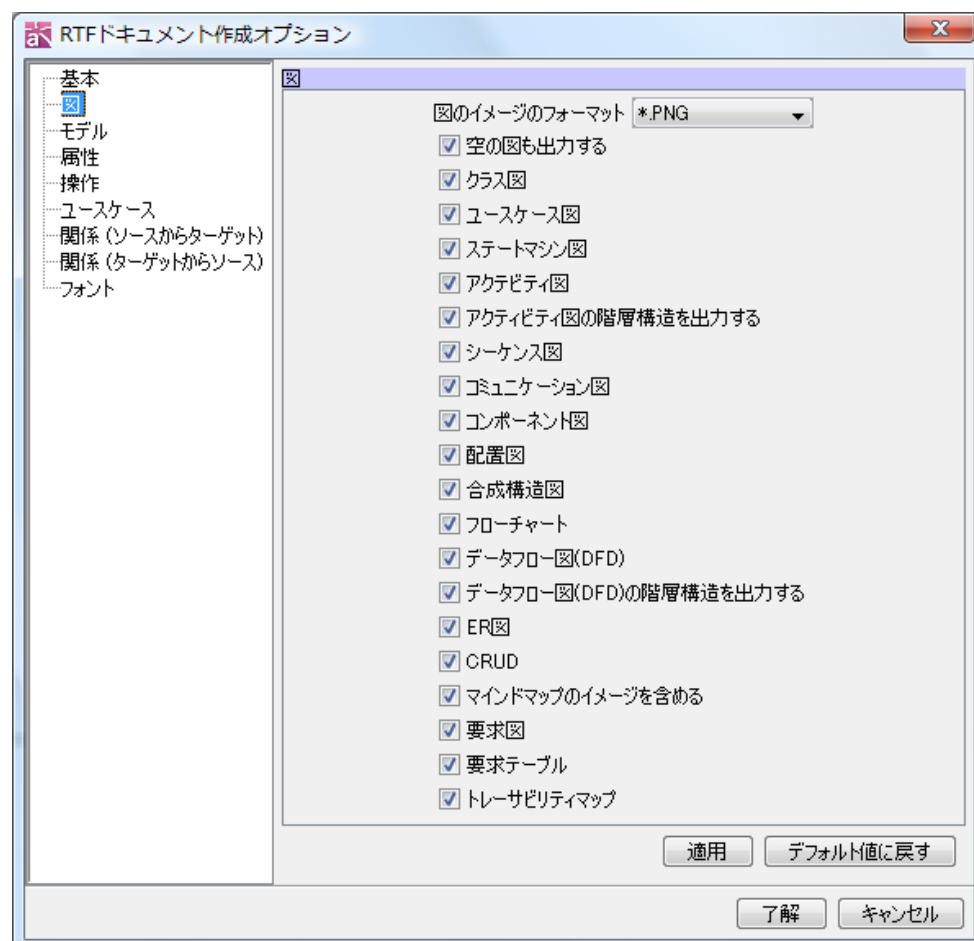 RTFドキュメント作成オプション
基本
図
モデル
属性
操作
ユースケース
関係 (ソースからターゲット)
関係 (ターゲットからソース)
フォント
図
図のイメージのフォーマット *.PNG
空の図も出力する
クラス図
ユースケース図
ステートマシン図
アクテビティ図
アクティビティ図の階層構造を出力する
シーケンス図
コミュニケーション図
コンポーネント図
配置図
合成構造図
フローチャート
データフロー図(DFD)
データフロー図(DFD)の階層構造を出力する
ER図
CRUD
マインドマップのイメージを含める
要求図
要求テーブル
トレーサビリティマップ
適用 デフォルト値に戻す
了解 キャンセル